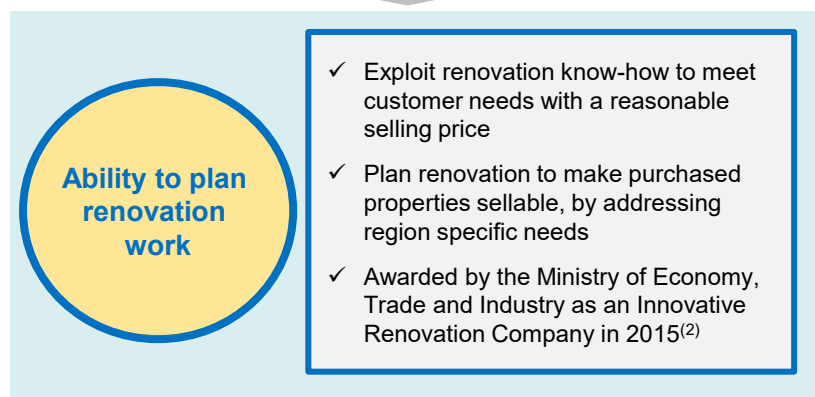 Ability to plan
renovation
work
✓ Exploit renovation know-how to meet
customer needs with a reasonable
selling price
✓ Plan renovation to make purchased
properties sellable, by addressing
region specific needs
✓ Awarded by the Ministry of Economy,
Trade and Industry as an Innovative
Renovation Company in 2015(2)